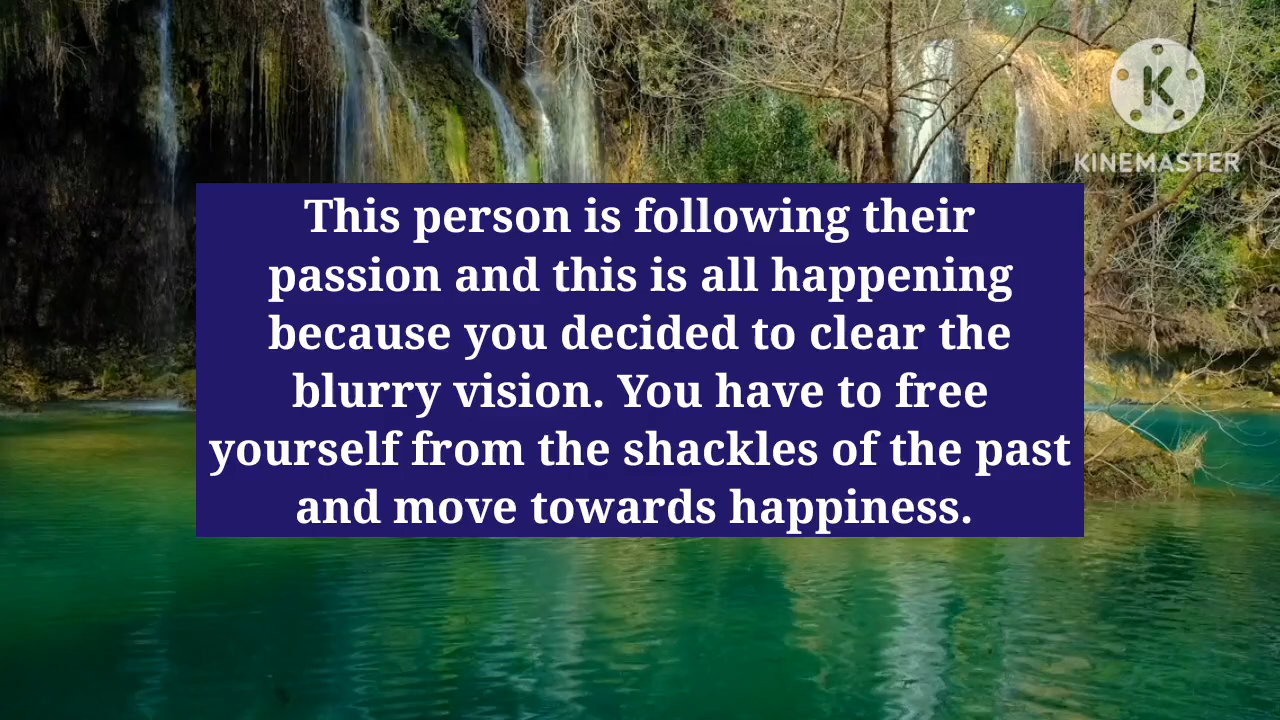 K
KINEMASTER
This person is following their
passion and this is all happening
because you decided to clear the
blurry vision. You have to free
yourself from the shackles of the past
and move towards happiness.